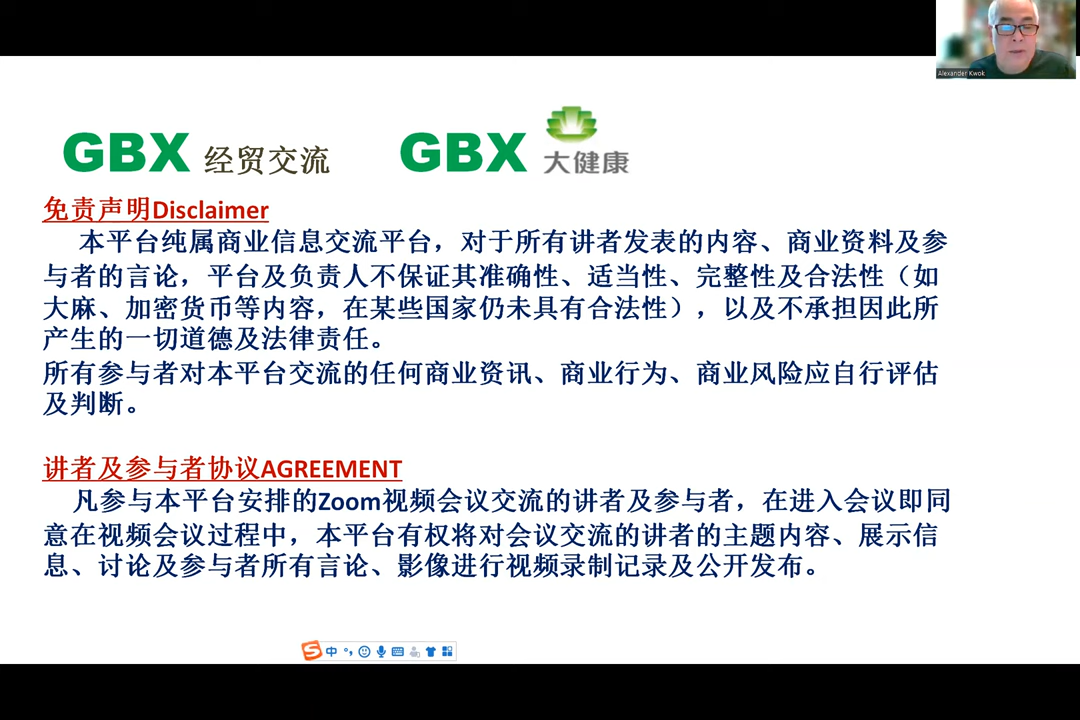 Alexander Kwok
GBX 经贸交流
GBX 大健康
免责声明Disclaimer
本平台纯属商业信息交流平台，对于所有讲者发表的内容、商业资料及参
与者的言论，平台及负责人不保证其准确性、适当性、完整性及合法性（如
大麻、加密货币等内容，在某些国家仍未具有合法性），以及不承担因此所
产生的一切道德及法律责任。
所有参与者对本平台交流的任何商业资讯、商业行为、商业风险应自行评估
及判断。
讲者及参与者协议AGREEMENT
凡参与本平台安排的Zoom视频会议交流的讲者及参与者，在进入会议即同
意在视频会议过程中，本平台有权将对会议交流的讲者的主题内容、展示信
息、讨论及参与者所有言论、影像进行视频录制记录及公开发布。
S中